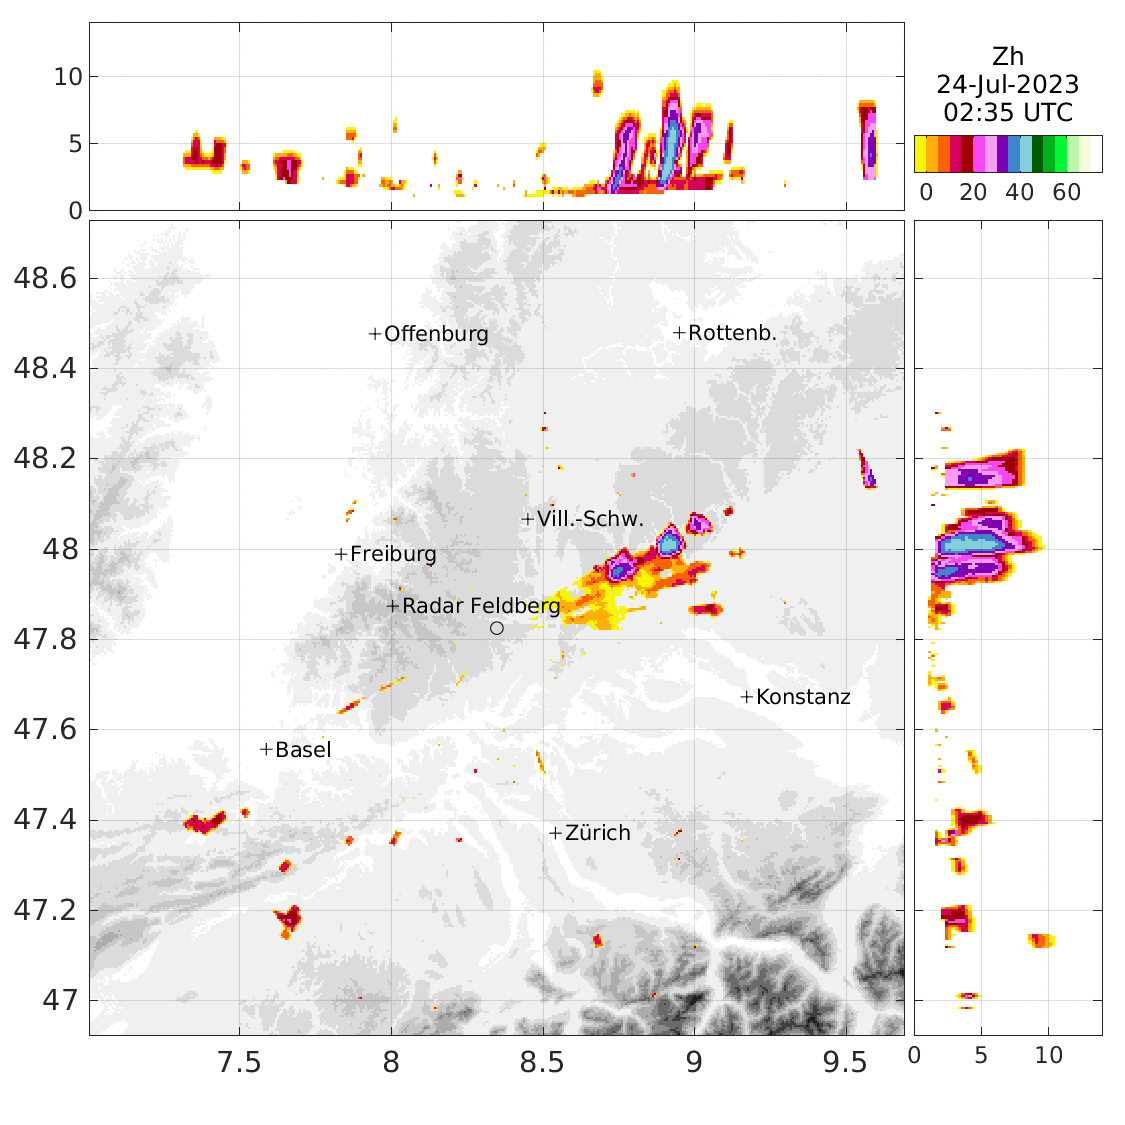 10
5
0
Zh
24-Jul-2023
02:35 UTC
0 20 40 60
48.6
48.4
48.2
48
47.8
47.6
47.4
47.2
47
+Offenburg
+Rottenb.
+Vill.-Schw.
+Freiburg
+Radar Feldberg
+Konstanz
+Basel
+Zürich
7.5 8 8.5 9 9.5
0 5 10